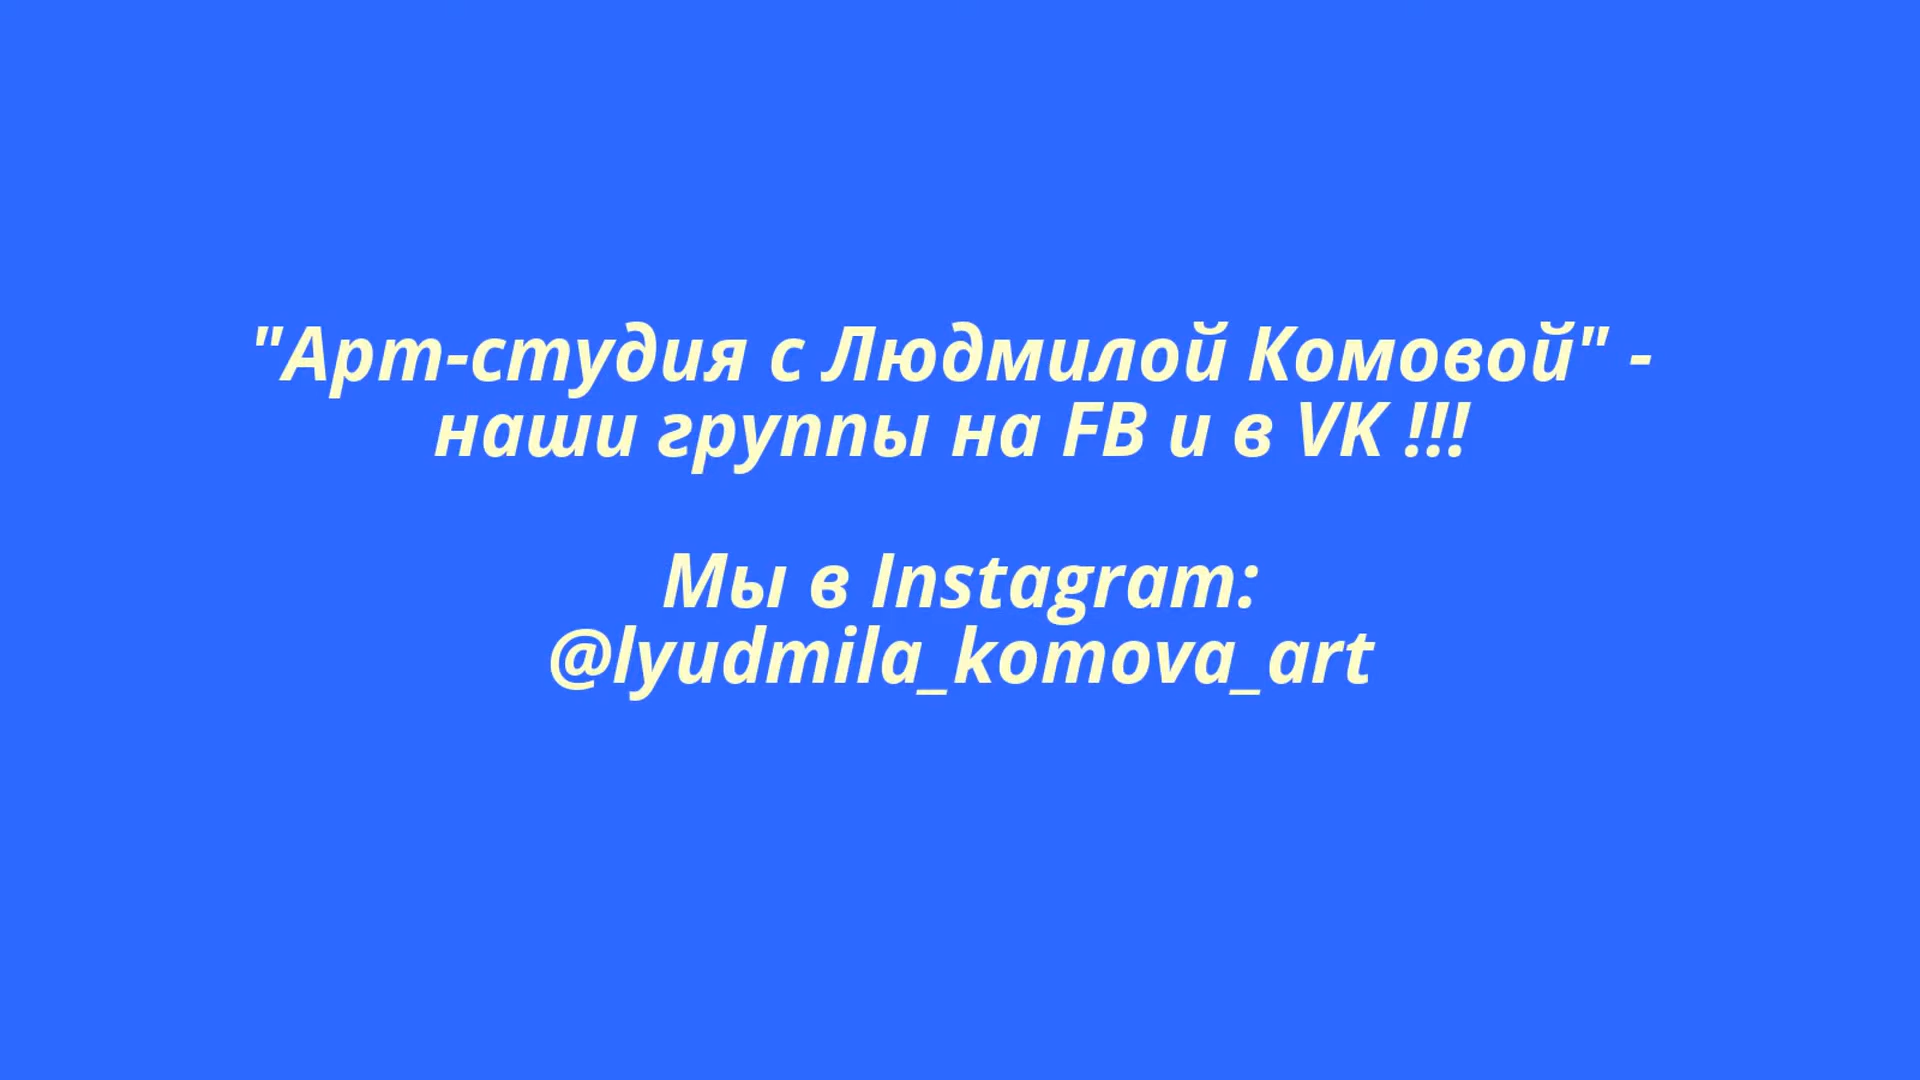 "Арт-студия с Людмилой Комовой" -
наши группы на FB и в VK !!!
Мы в Instagram:
@lyudmila_komova_art